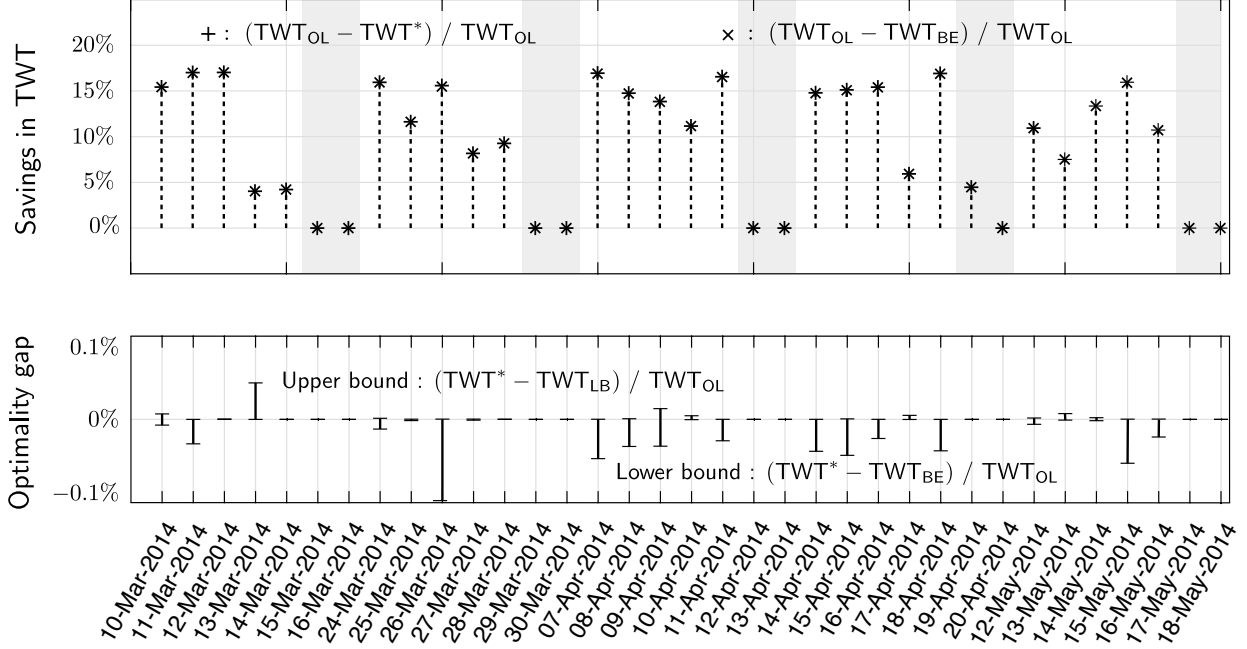 + : (TWT_OL − TWT*) / TWT_OL
× : (TWT_OL − TWT_BE) / TWT_OL
Savings in TWT
20%
15%
10%
5%
0%
Optimality gap
0.1%
0%
−0.1%
Upper bound : (TWT* − TWT_LB) / TWT_OL
Lower bound : (TWT* − TWT_BE) / TWT_OL
10-Mar-2014
11-Mar-2014
12-Mar-2014
13-Mar-2014
14-Mar-2014
15-Mar-2014
16-Mar-2014
24-Mar-2014
25-Mar-2014
26-Mar-2014
27-Mar-2014
28-Mar-2014
29-Mar-2014
30-Mar-2014
07-Apr-2014
08-Apr-2014
09-Apr-2014
10-Apr-2014
11-Apr-2014
12-Apr-2014
13-Apr-2014
14-Apr-2014
15-Apr-2014
16-Apr-2014
17-Apr-2014
18-Apr-2014
19-Apr-2014
20-Apr-2014
12-May-2014
13-May-2014
14-May-2014
15-May-2014
16-May-2014
17-May-2014
18-May-2014